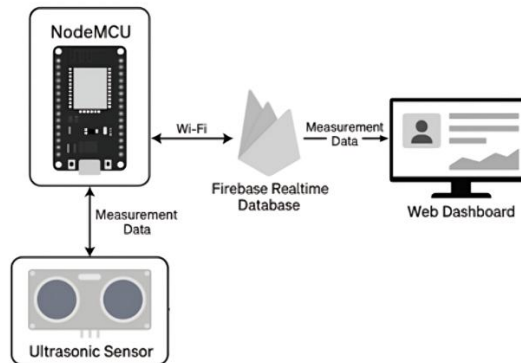 NodeMCU
Wi-Fi
Measurement
Data
Firebase Realtime
Database
Web Dashboard
Measurement
Data
Ultrasonic Sensor